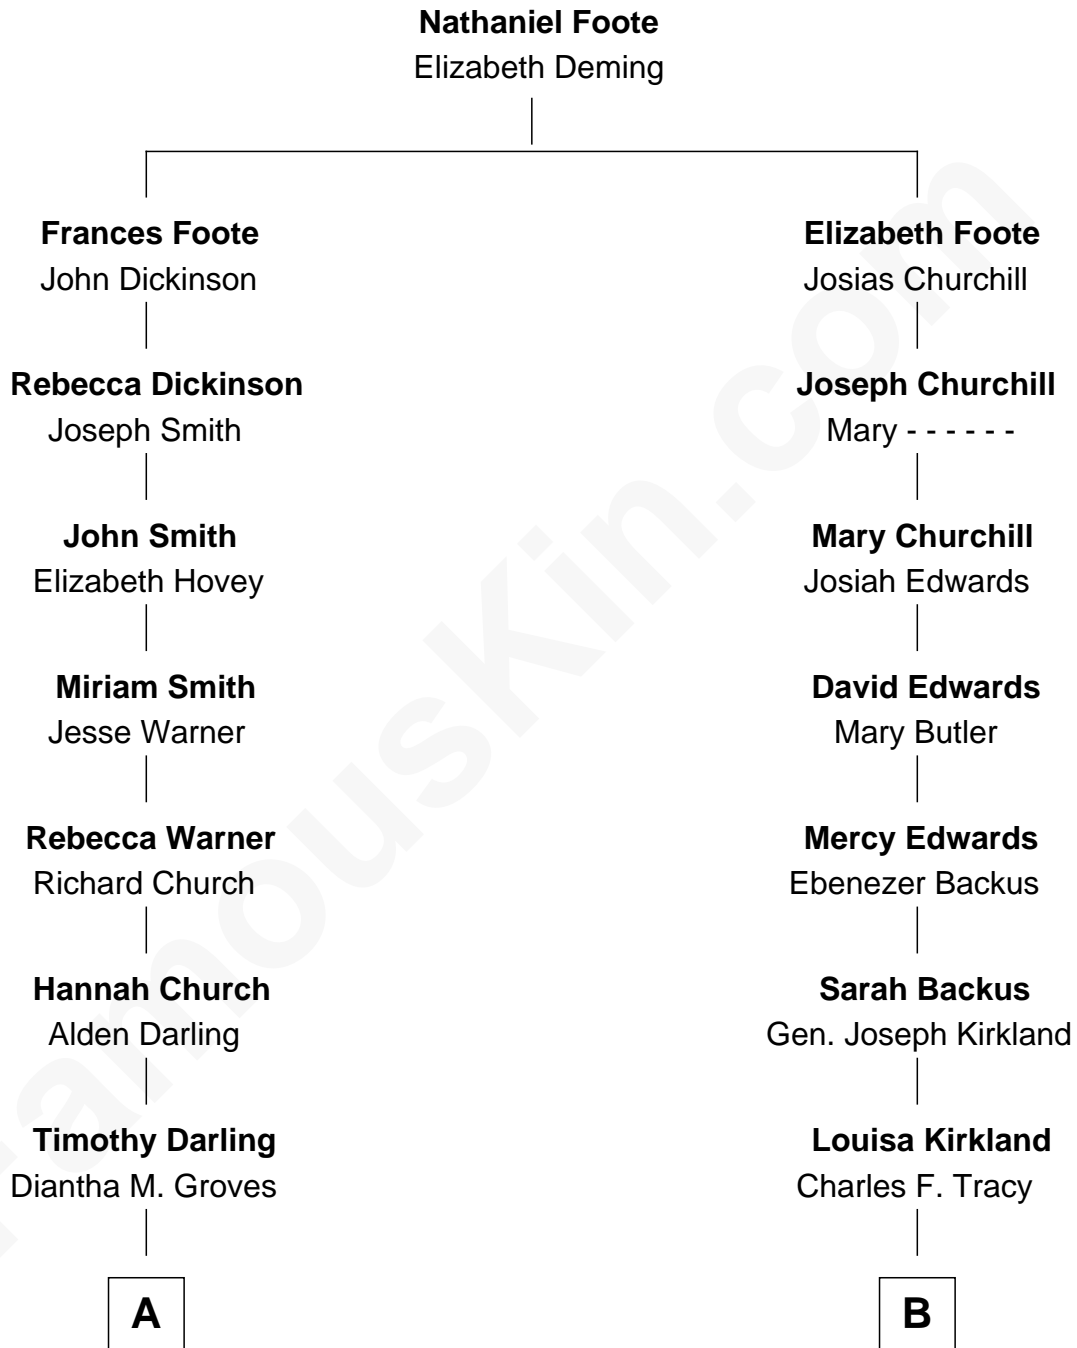 Nathaniel Foote
Elizabeth Deming
Frances Foote
John Dickinson
Elizabeth Foote
Josias Churchill
Rebecca Dickinson
Joseph Smith
Joseph Churchill
Mary - - - - - -
John Smith
Elizabeth Hovey
Mary Churchill
Josiah Edwards
Miriam Smith
Jesse Warner
David Edwards
Mary Butler
Rebecca Warner
Richard Church
Mercy Edwards
Ebenezer Backus
Hannah Church
Alden Darling
Sarah Backus
Gen. Joseph Kirkland
Timothy Darling
Diantha M. Groves
Louisa Kirkland
Charles F. Tracy
A
B
FamousKin.com